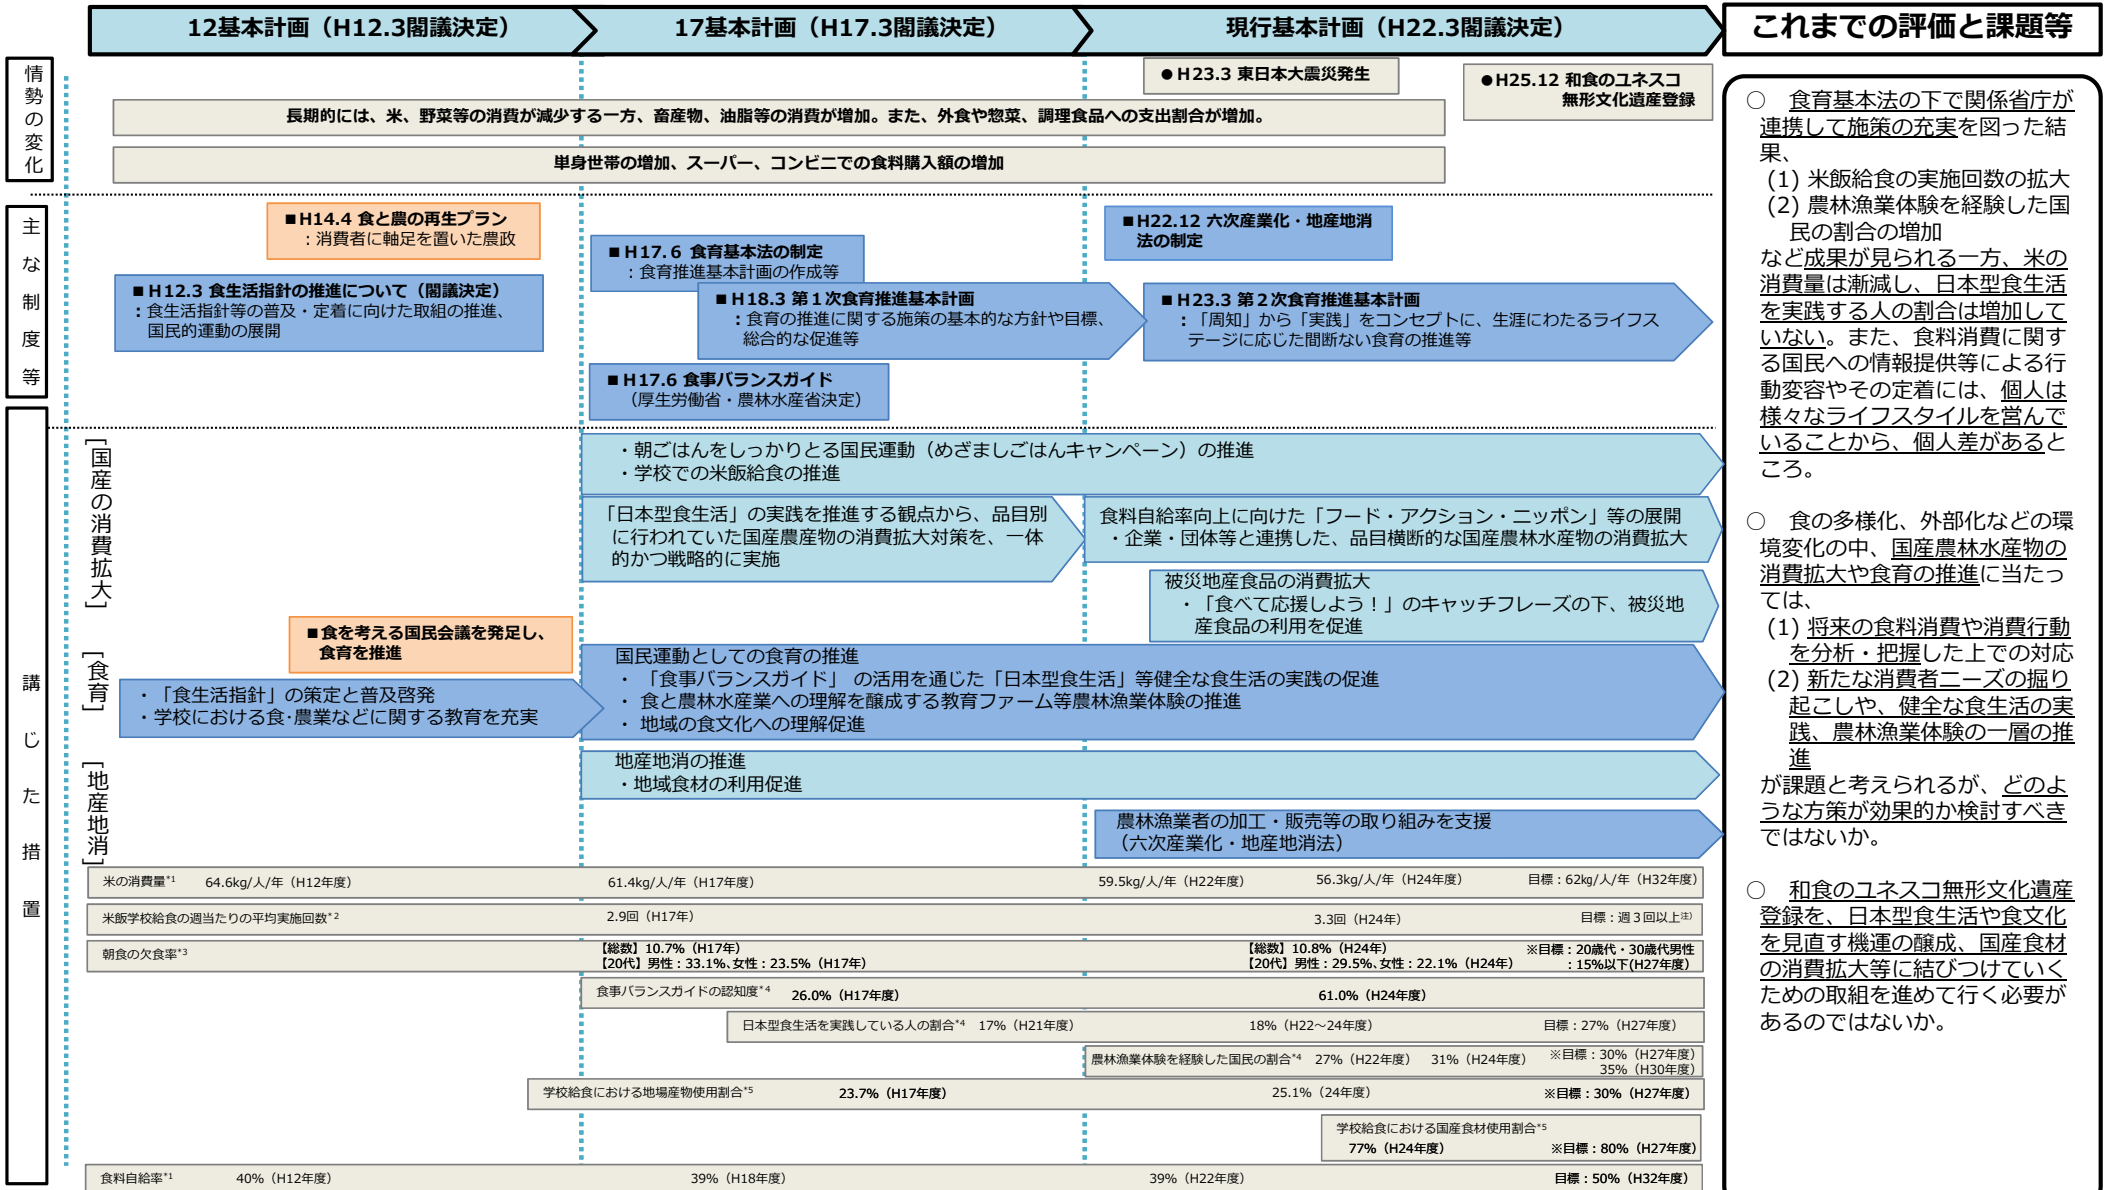 12基本計画（H12.3閣議決定）
17基本計画（H17.3閣議決定）
現行基本計画（H22.3閣議決定）
これまでの評価と課題等
情勢の変化
●H23.3 東日本大震災発生
●H25.12 和食のユネスコ
無形文化遺産登録
長期的には、米、野菜等の消費が減少する一方、畜産物、油脂等の消費が増加。また、外食や惣菜、調理食品への支出割合が増加。
単身世帯の増加、スーパー、コンビニでの食料購入額の増加
主な制度等
■H14.4 食と農の再生プラン
：消費者に軸足を置いた農政
■H12.3 食生活指針の推進について（閣議決定）
：食生活指針等の普及・定着に向けた取組の推進、
国民的運動の展開
■H17.6 食育基本法の制定
：食育推進基本計画の作成等
■H18.3 第１次食育推進基本計画
：食育の推進に関する施策の基本的な方針や目標、
総合的な促進等
■H17.6 食事バランスガイド
（厚生労働省・農林水産省決定）
■H22.12 六次産業化・地産地消
法の制定
■H23.3 第２次食育推進基本計画
：「周知」から「実践」をコンセプトに、生涯にわたるライフス
テージに応じた間断ない食育の推進等
講じた措置
［国産の消費拡大］
・朝ごはんをしっかりとる国民運動（めざましごはんキャンペーン）の推進
・学校での米飯給食の推進
「日本型食生活」の実践を推進する観点から、品目別
に行われていた国産農産物の消費拡大対策を、一体
的かつ戦略的に実施
食料自給率向上に向けた「フード・アクション・ニッポン」等の展開
・企業・団体等と連携した、品目横断的な国産農林水産物の消費拡大
被災地産食品の消費拡大
・「食べて応援しよう！」のキャッチフレーズの下、被災地
産食品の利用を促進
［食育］
■食を考える国民会議を発足し、
食育を推進
・「食生活指針」の策定と普及啓発
・学校における食･農業などに関する教育を充実
国民運動としての食育の推進
・「食事バランスガイド」 の活用を通じた「日本型食生活」等健全な食生活の実践の促進
・ 食と農林水産業への理解を醸成する教育ファーム等農林漁業体験の推進
・ 地域の食文化への理解促進
［地産地消］
地産地消の推進
・地域食材の利用促進
農林漁業者の加工・販売等の取り組みを支援
（六次産業化・地産地消法）
米の消費量*1 64.6kg/人/年（H12年度） 61.4kg/人/年（H17年度） 59.5kg/人/年（H22年度） 56.3kg/人/年（H24年度） 目標：62kg/人/年（H32年度）
米飯学校給食の週当たりの平均実施回数*2 2.9回（H17年） 3.3回（H24年） 目標：週３回以上注）
朝食の欠食率*3
【総数】10.7%（H17年）
【20代】男性：33.1%､女性：23.5%（H17年）
【総数】10.8%（H24年）
【20代】男性：29.5%､女性：22.1%（H24年）
※目標：20歳代・30歳代男性
：15%以下(H27年度）
食事バランスガイドの認知度*4 26.0%（H17年度） 61.0%（H24年度）
日本型食生活を実践している人の割合*4 17%（H21年度） 18%（H22～24年度） 目標：27%（H27年度）
農林漁業体験を経験した国民の割合*4 27%（H22年度） 31%（H24年度） ※目標：30%（H27年度）
35%（H30年度）
学校給食における地場産物使用割合*5 23.7%（H17年度） 25.1%（24年度） ※目標：30%（H27年度）
学校給食における国産食材使用割合*5
77%（H24年度） ※目標：80%（H27年度）
食料自給率*1 40%（H12年度） 39%（H18年度） 39%（H22年度） 目標：50%（H32年度）
○　食育基本法の下で関係省庁が
連携して施策の充実を図った結
果、
(1) 米飯給食の実施回数の拡大
(2) 農林漁業体験を経験した国
民の割合の増加
など成果が見られる一方、米の
消費量は漸減し、日本型食生活
を実践する人の割合は増加して
いない。また、食料消費に関す
る国民への情報提供等による行
動変容やその定着には、個人は
様々なライフスタイルを営んで
いることから、個人差があると
ころ。
○　食の多様化、外部化などの環
境変化の中、国産農林水産物の
消費拡大や食育の推進に当たっ
ては、
(1) 将来の食料消費や消費行動
を分析・把握した上での対応
(2) 新たな消費者ニーズの掘り
起こしや、健全な食生活の実
践、農林漁業体験の一層の推
進
が課題と考えられるが、どのよ
うな方策が効果的か検討すべき
ではないか。
○　和食のユネスコ無形文化遺産
登録を、日本型食生活や食文化
を見直す機運の醸成、国産食材
の消費拡大等に結びつけていく
ための取組を進めて行く必要が
あるのではないか。